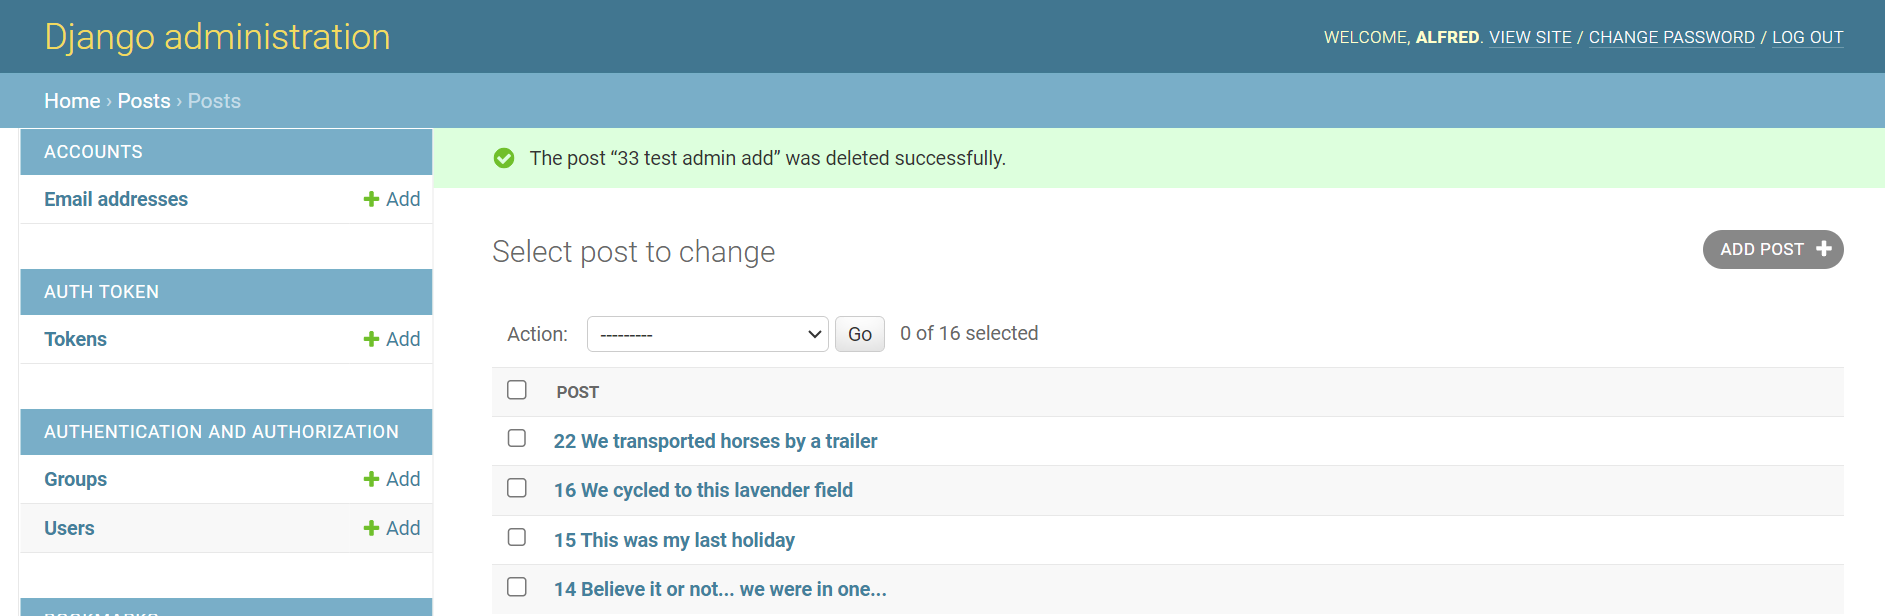 Django administration
WELCOME, ALFRED. VIEW SITE / CHANGE PASSWORD / LOG OUT
Home › Posts › Posts
ACCOUNTS
Email addresses + Add
AUTH TOKEN
Tokens + Add
AUTHENTICATION AND AUTHORIZATION
Groups + Add
Users + Add
The post “33 test admin add” was deleted successfully.
Select post to change
ADD POST +
Action: --------- Go 0 of 16 selected
POST
22 We transported horses by a trailer
16 We cycled to this lavender field
15 This was my last holiday
14 Believe it or not... we were in one...